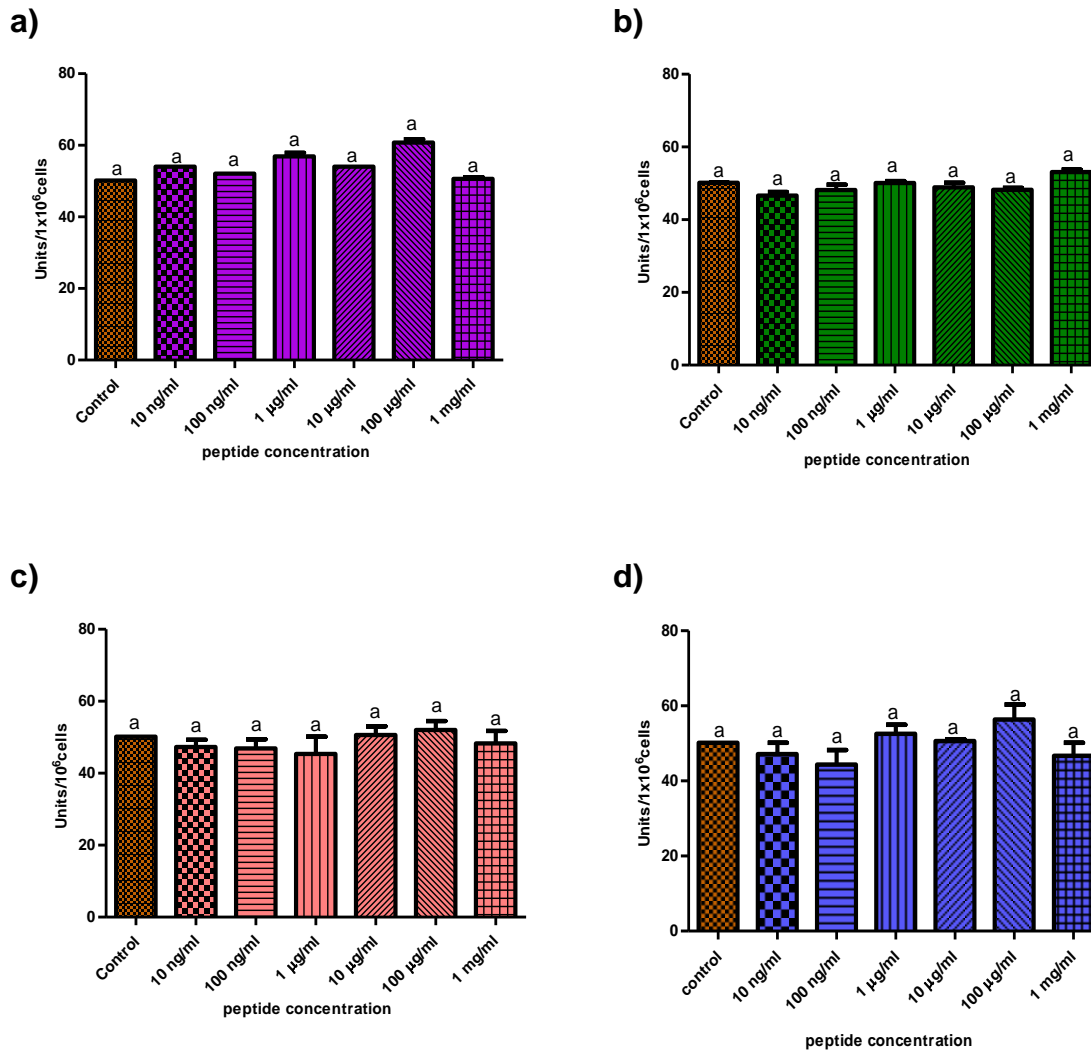 a)
80
60
40
20
0
Units/1x10⁶cells
a
a
a
a
a
a
a
Control
10 ng/ml
100 ng/ml
1 µg/ml
10 µg/ml
100 µg/ml
1 mg/ml
peptide concentration
b)
80
60
40
20
0
Units/1x10⁶cells
a
a
a
a
a
a
a
Control
10 ng/ml
100 ng/ml
1 µg/ml
10 µg/ml
100 µg/ml
1 mg/ml
peptide concentration
c)
80
60
40
20
0
Units/10⁶cells
a
a
a
a
a
a
a
Control
10 ng/ml
100 ng/ml
1 µg/ml
10 µg/ml
100 µg/ml
1 mg/ml
peptide concentration
d)
80
60
40
20
0
Units/1x10⁶cells
a
a
a
a
a
a
a
control
10 ng/ml
100 ng/ml
1 µg/ml
10 µg/ml
100 µg/ml
1 mg/ml
peptide concentration